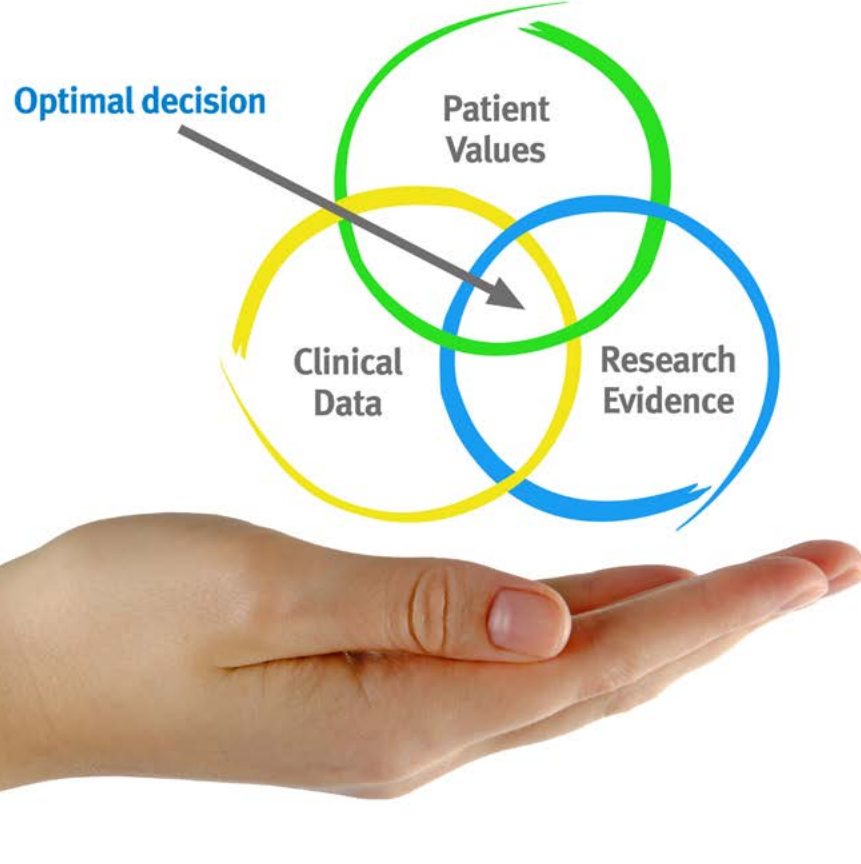 Optimal decision
Patient
Values
Clinical
Data
Research
Evidence